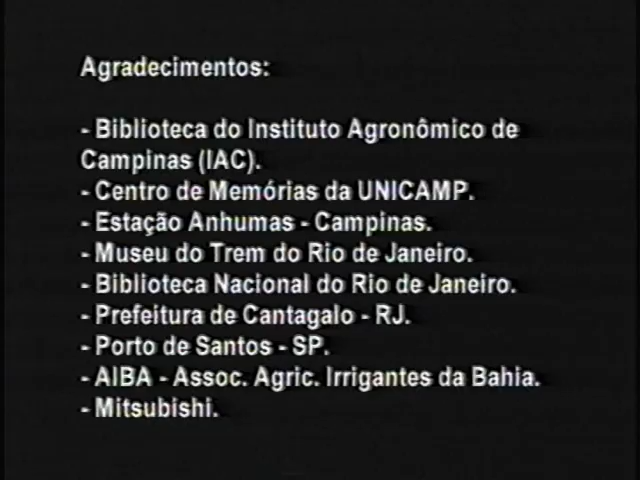 Agradecimentos:
- Biblioteca do Instituto Agronômico de
Campinas (IAC).
- Centro de Memórias da UNICAMP.
- Estação Anhumas - Campinas.
- Museu do Trem do Rio de Janeiro.
- Biblioteca Nacional do Rio de Janeiro.
- Prefeitura de Cantagalo - RJ.
- Porto de Santos - SP.
- AIBA - Assoc. Agric. Irrigantes da Bahia.
- Mitsubishi.